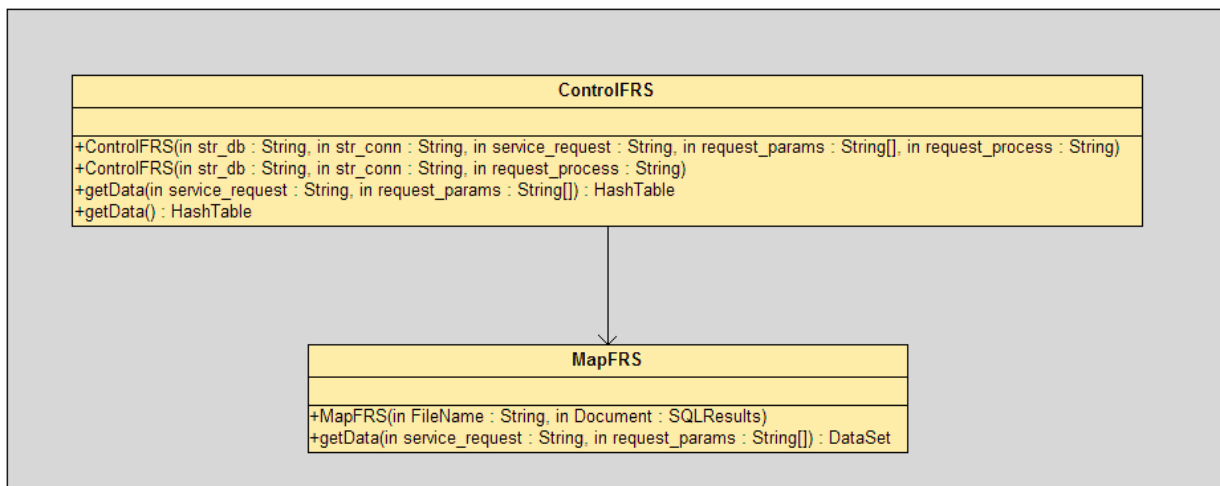 ControlFRS
+ControlFRS(in str_db : String, in str_conn : String, in service_request : String, in request_params : String[], in request_process : String)
+ControlFRS(in str_db : String, in str_conn : String, in request_process : String)
+getData(in service_request : String, in request_params : String[]) : HashTable
+getData() : HashTable
MapFRS
+MapFRS(in FileName : String, in Document : SQLResults)
+getData(in service_request : String, in request_params : String[]) : DataSet